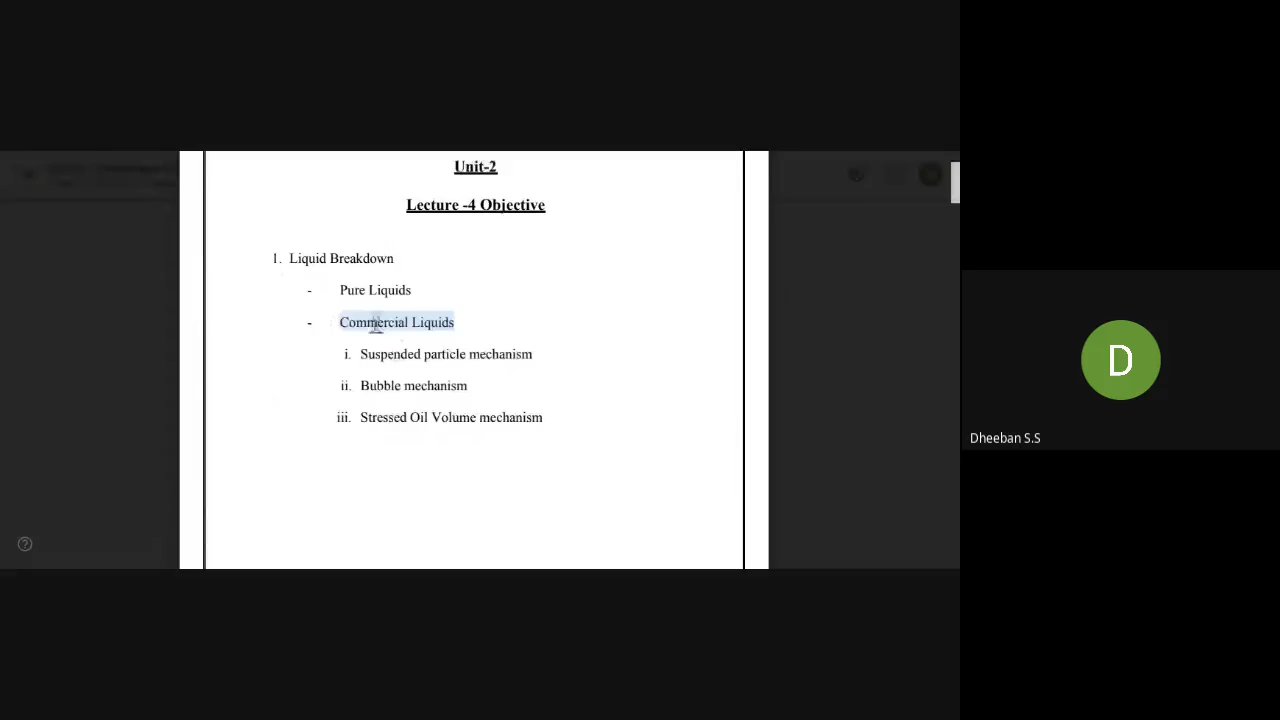 Unit-2
Lecture -4 Objective
1. Liquid Breakdown
- Pure Liquids
- Commercial Liquids
i. Suspended particle mechanism
ii. Bubble mechanism
iii. Stressed Oil Volume mechanism
D
Dheeban S.S